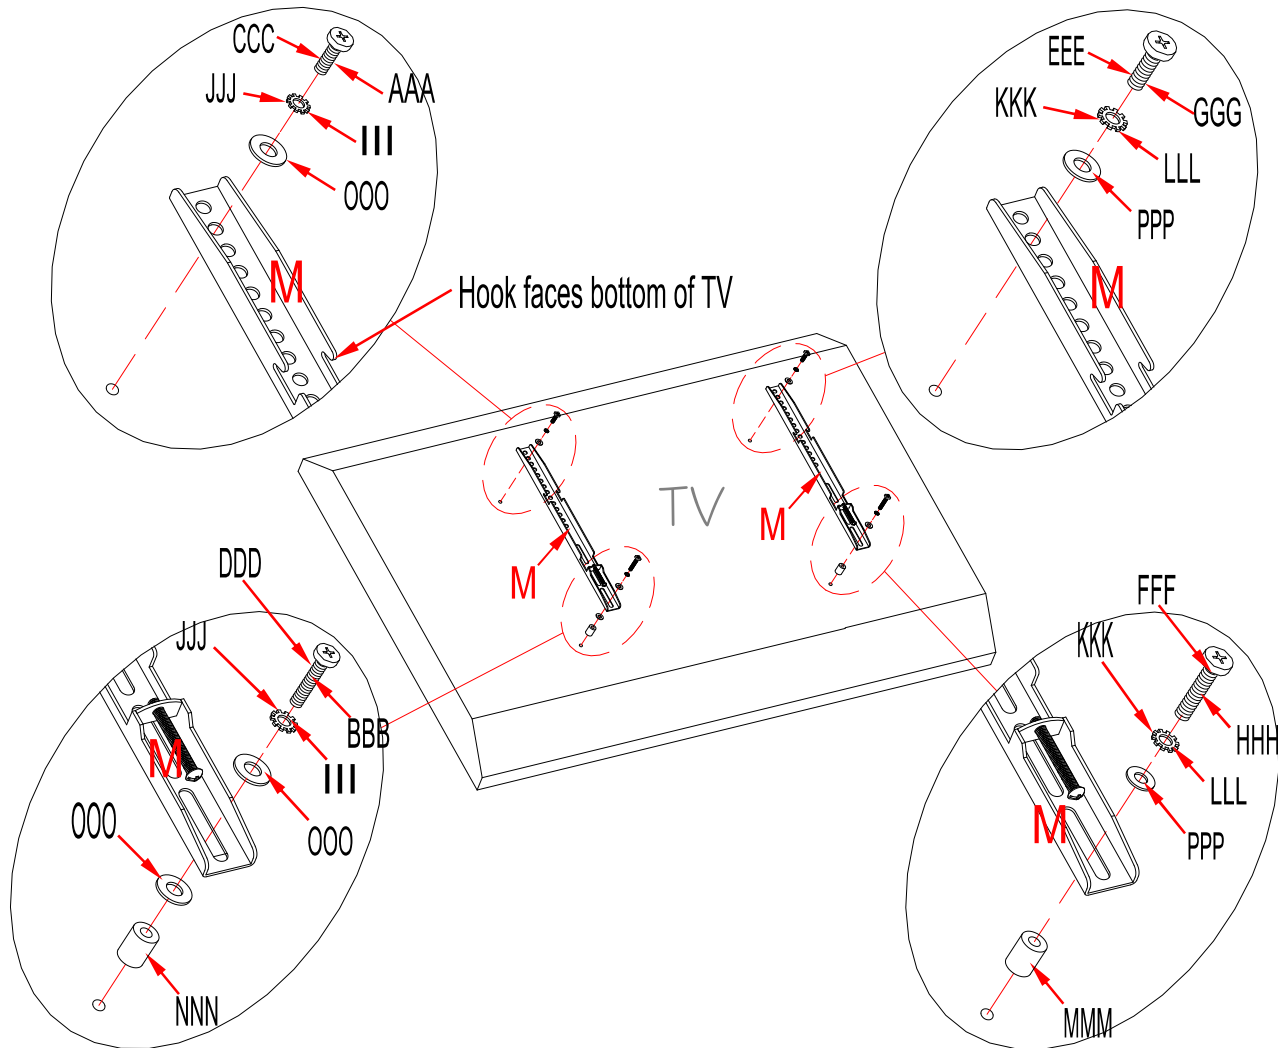 CCC
AAA
JJJ
III
OOO
M
EEE
GGG
KKK
LLL
PPP
M
Hook faces bottom of TV
TV
M
M
DDD
JJJ
BBB
M
III
OOO
OOO
NNN
FFF
KKK
HHH
LLL
M
PPP
MMM